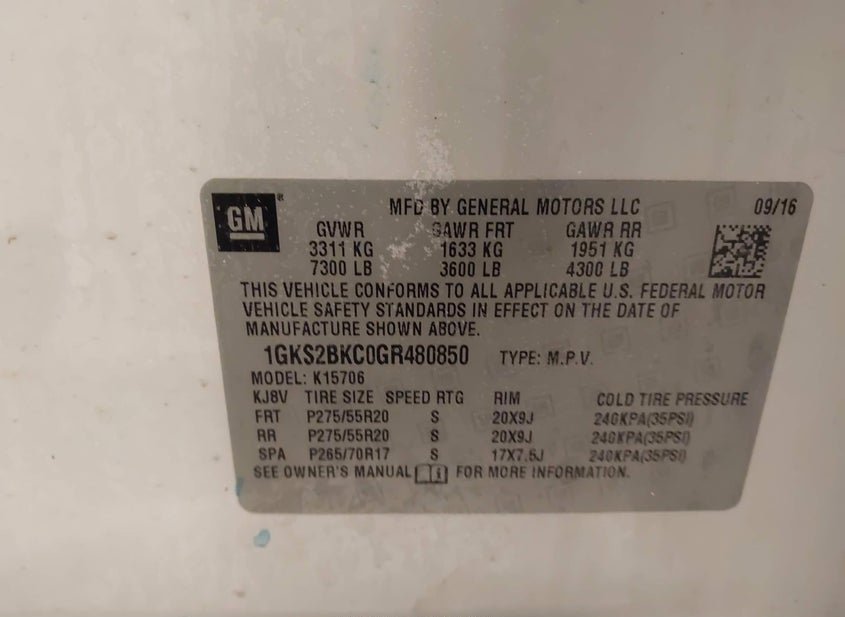 GM ®
MFD BY GENERAL MOTORS LLC 09/16
GVWR GAWR FRT GAWR RR
3311 KG 1633 KG 1951 KG
7300 LB 3600 LB 4300 LB
THIS VEHICLE CONFORMS TO ALL APPLICABLE U.S. FEDERAL MOTOR
VEHICLE SAFETY STANDARDS IN EFFECT ON THE DATE OF
MANUFACTURE SHOWN ABOVE.
1GKS2BKC0GR480850 TYPE: M.P.V.
MODEL: K15706
KJ8V TIRE SIZE SPEED RTG RIM COLD TIRE PRESSURE
FRT P275/55R20 S 20X9J 240KPA(35PSI)
RR P275/55R20 S 20X9J 240KPA(35PSI)
SPA P265/70R17 S 17X7.5J 240KPA(35PSI)
SEE OWNER'S MANUAL i FOR MORE INFORMATION.